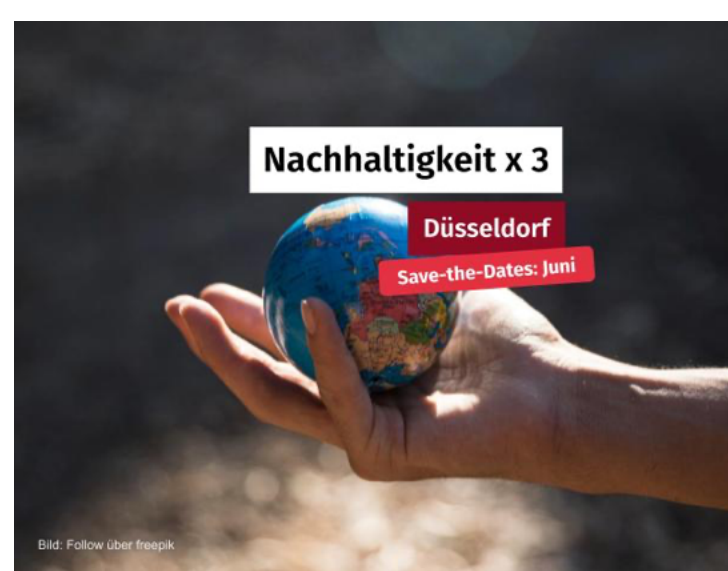 Nachhaltigkeit x 3
Düsseldorf
Save-the-Dates: Juni
Bild: Follow über freepik